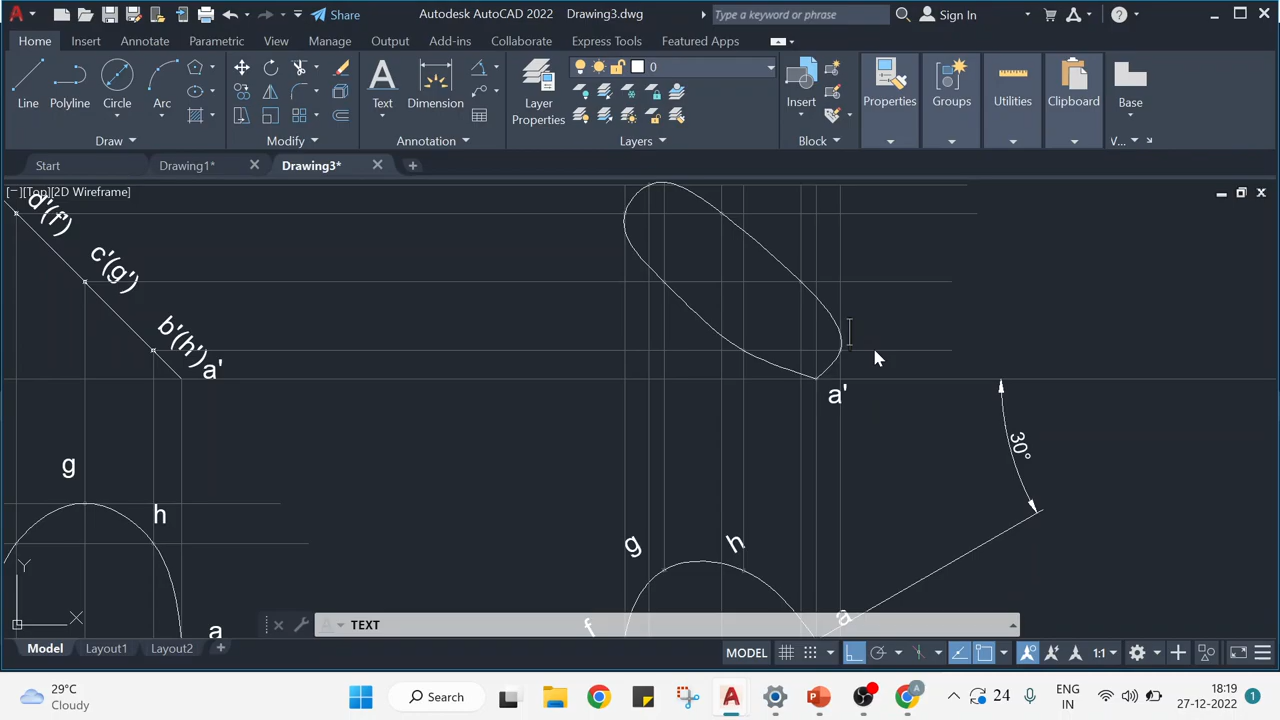 Share
Autodesk AutoCAD 2022 Drawing3.dwg
Type a keyword or phrase
Sign In
Home Insert Annotate Parametric View Manage Output Add-ins Collaborate Express Tools Featured Apps
0
Line Polyline Circle Arc
Text Dimension
Layer Properties
Insert
Properties Groups Utilities Clipboard Base
Draw Modify Annotation Layers Block V...
Start Drawing1* Drawing3*
[−][Top][2D Wireframe]
d'(f')
c'(g')
b'(h')
a'
a'
30°
g
h
g
h
a
f
a
Y
X
TEXT
Model Layout1 Layout2
MODEL 1:1
29°C
Cloudy
Search
24
ENG
IN
18:19
27-12-2022
1